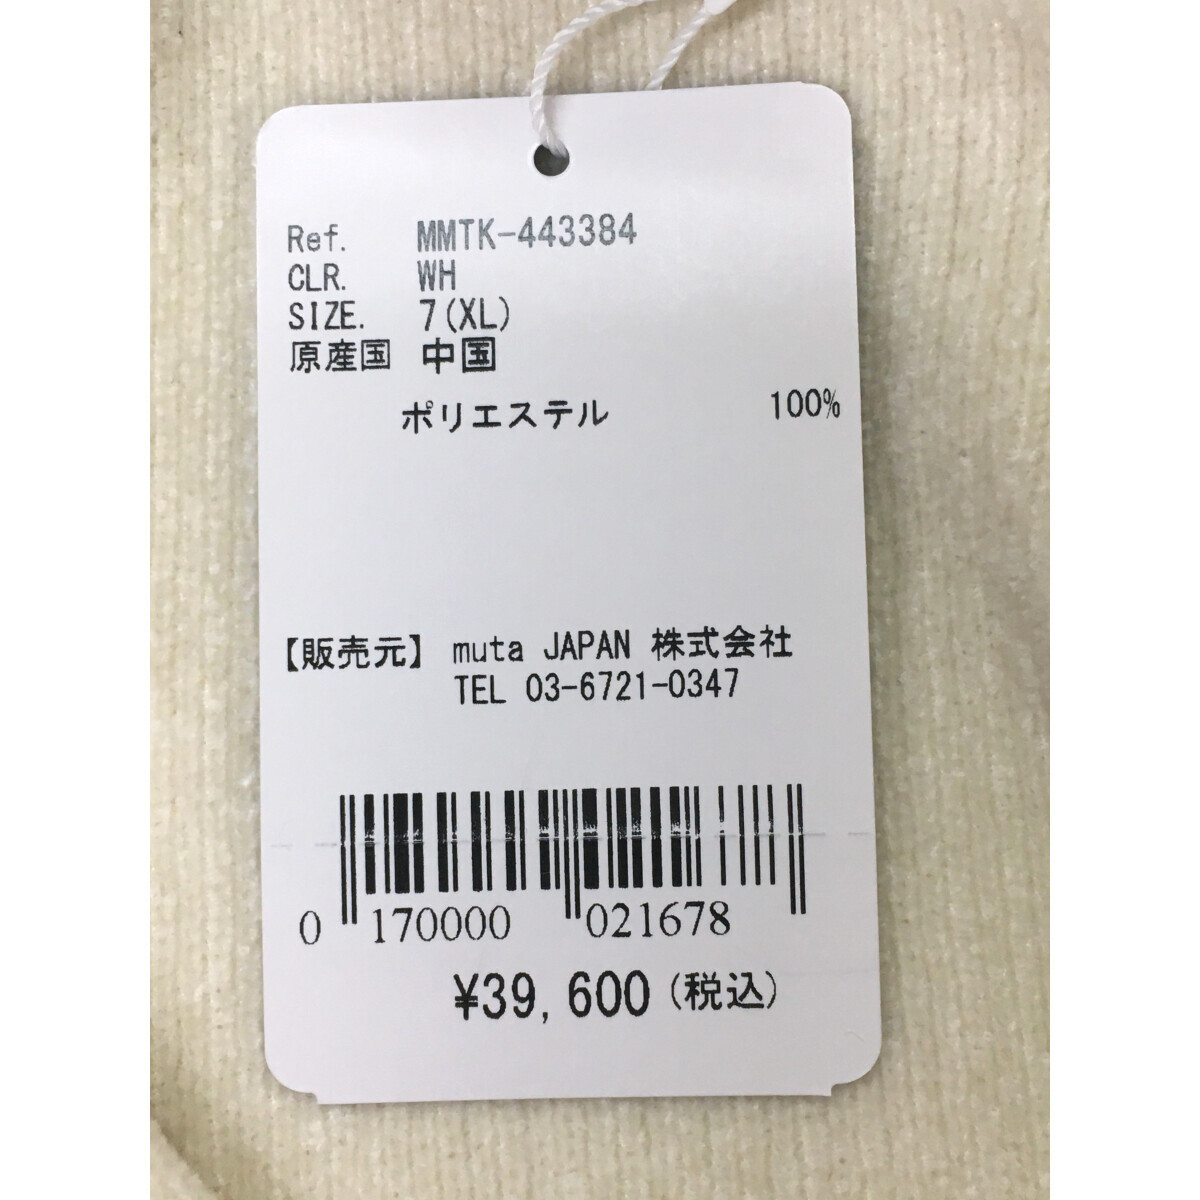 Ref. MMTK-443384
CLR. WH
SIZE. 7(XL)
原産国 中国
ポリエステル 100%
【販売元】 muta JAPAN 株式会社
TEL 03-6721-0347
0 170000 021678
¥39,600(税込)